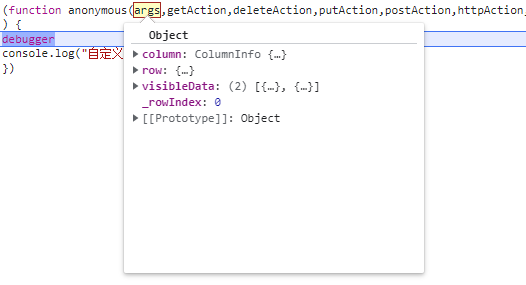 (function anonymous(args,getAction,deleteAction,putAction,postAction,httpAction,
) {
debugger
console.log("自定义
})
Object
column: ColumnInfo {…}
row: {…}
visibleData: (2) [{…}, {…}]
_rowIndex: 0
[[Prototype]]: Object